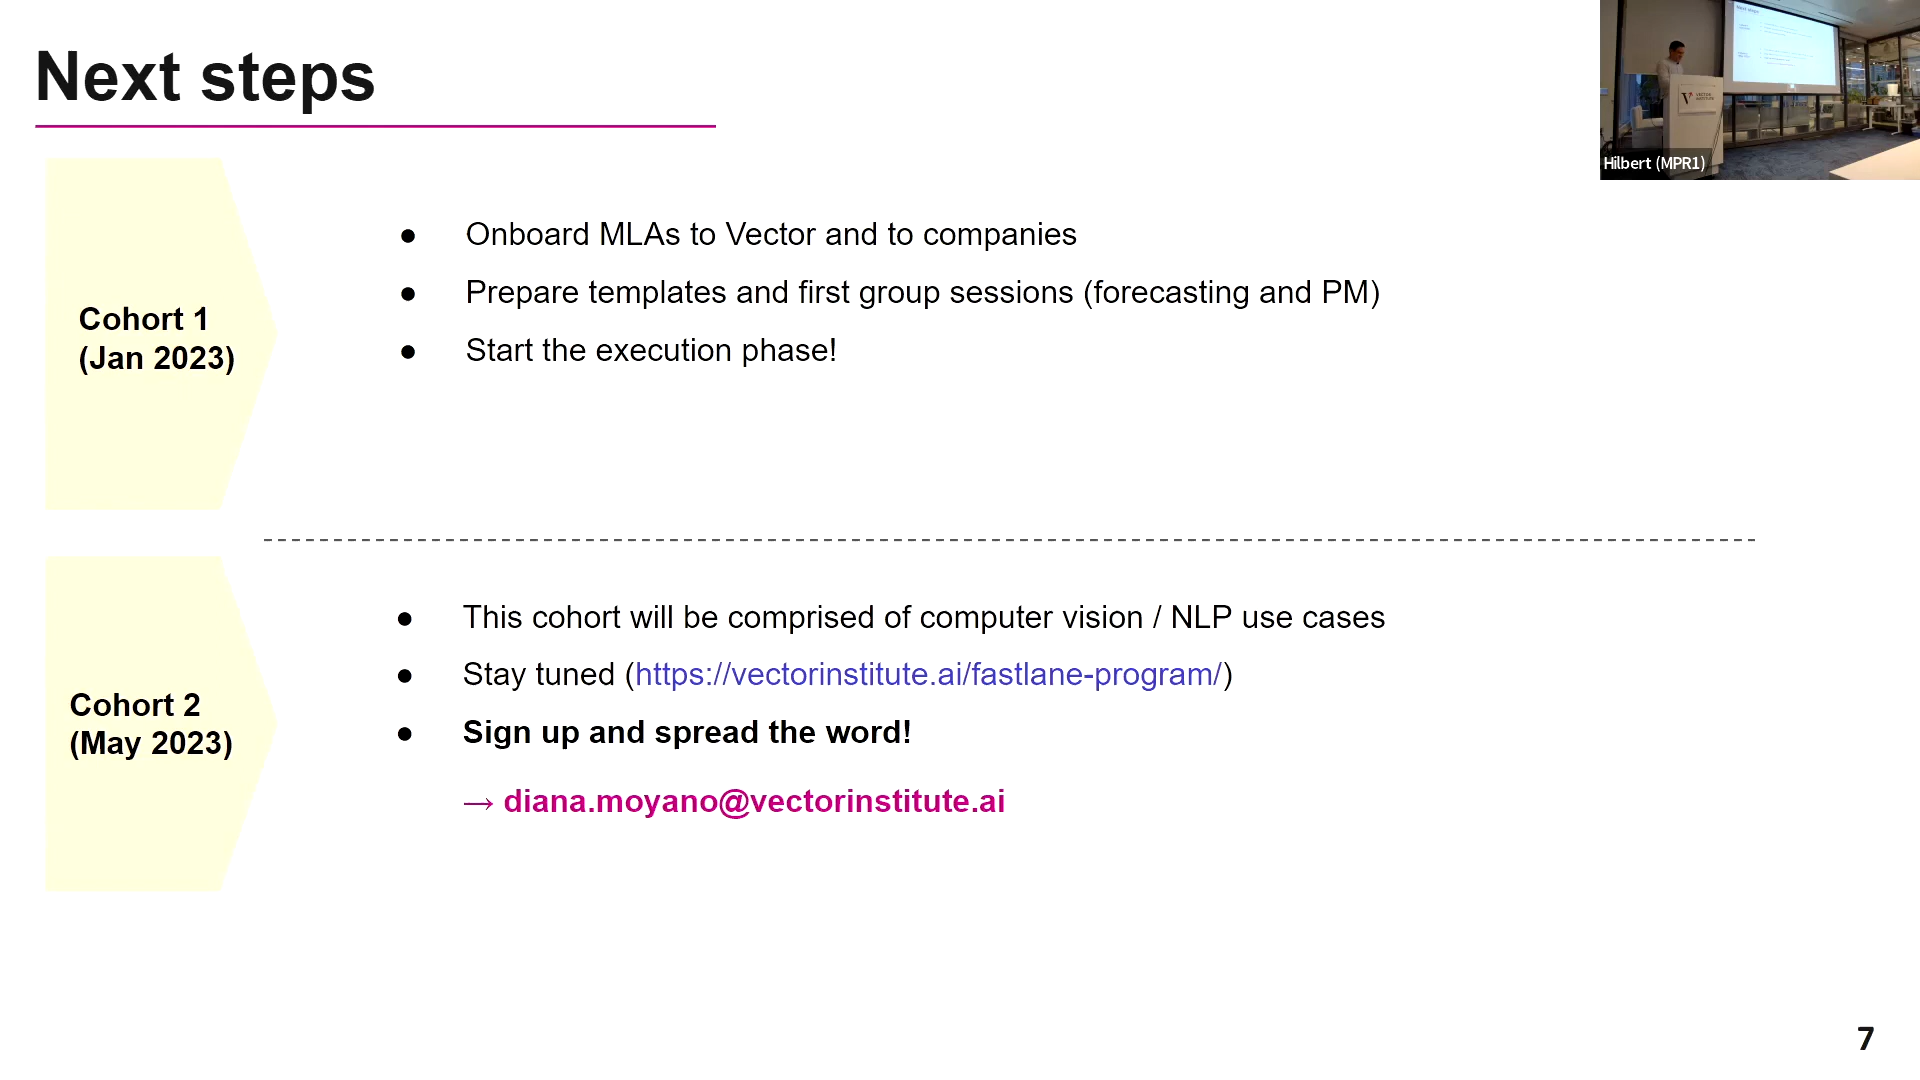 Next steps
Hilbert (MPR1)
Cohort 1
(Jan 2023)
● Onboard MLAs to Vector and to companies
● Prepare templates and first group sessions (forecasting and PM)
● Start the execution phase!
Cohort 2
(May 2023)
● This cohort will be comprised of computer vision / NLP use cases
● Stay tuned (https://vectorinstitute.ai/fastlane-program/)
● Sign up and spread the word!
→ diana.moyano@vectorinstitute.ai
7
VECTOR
INSTITUTE